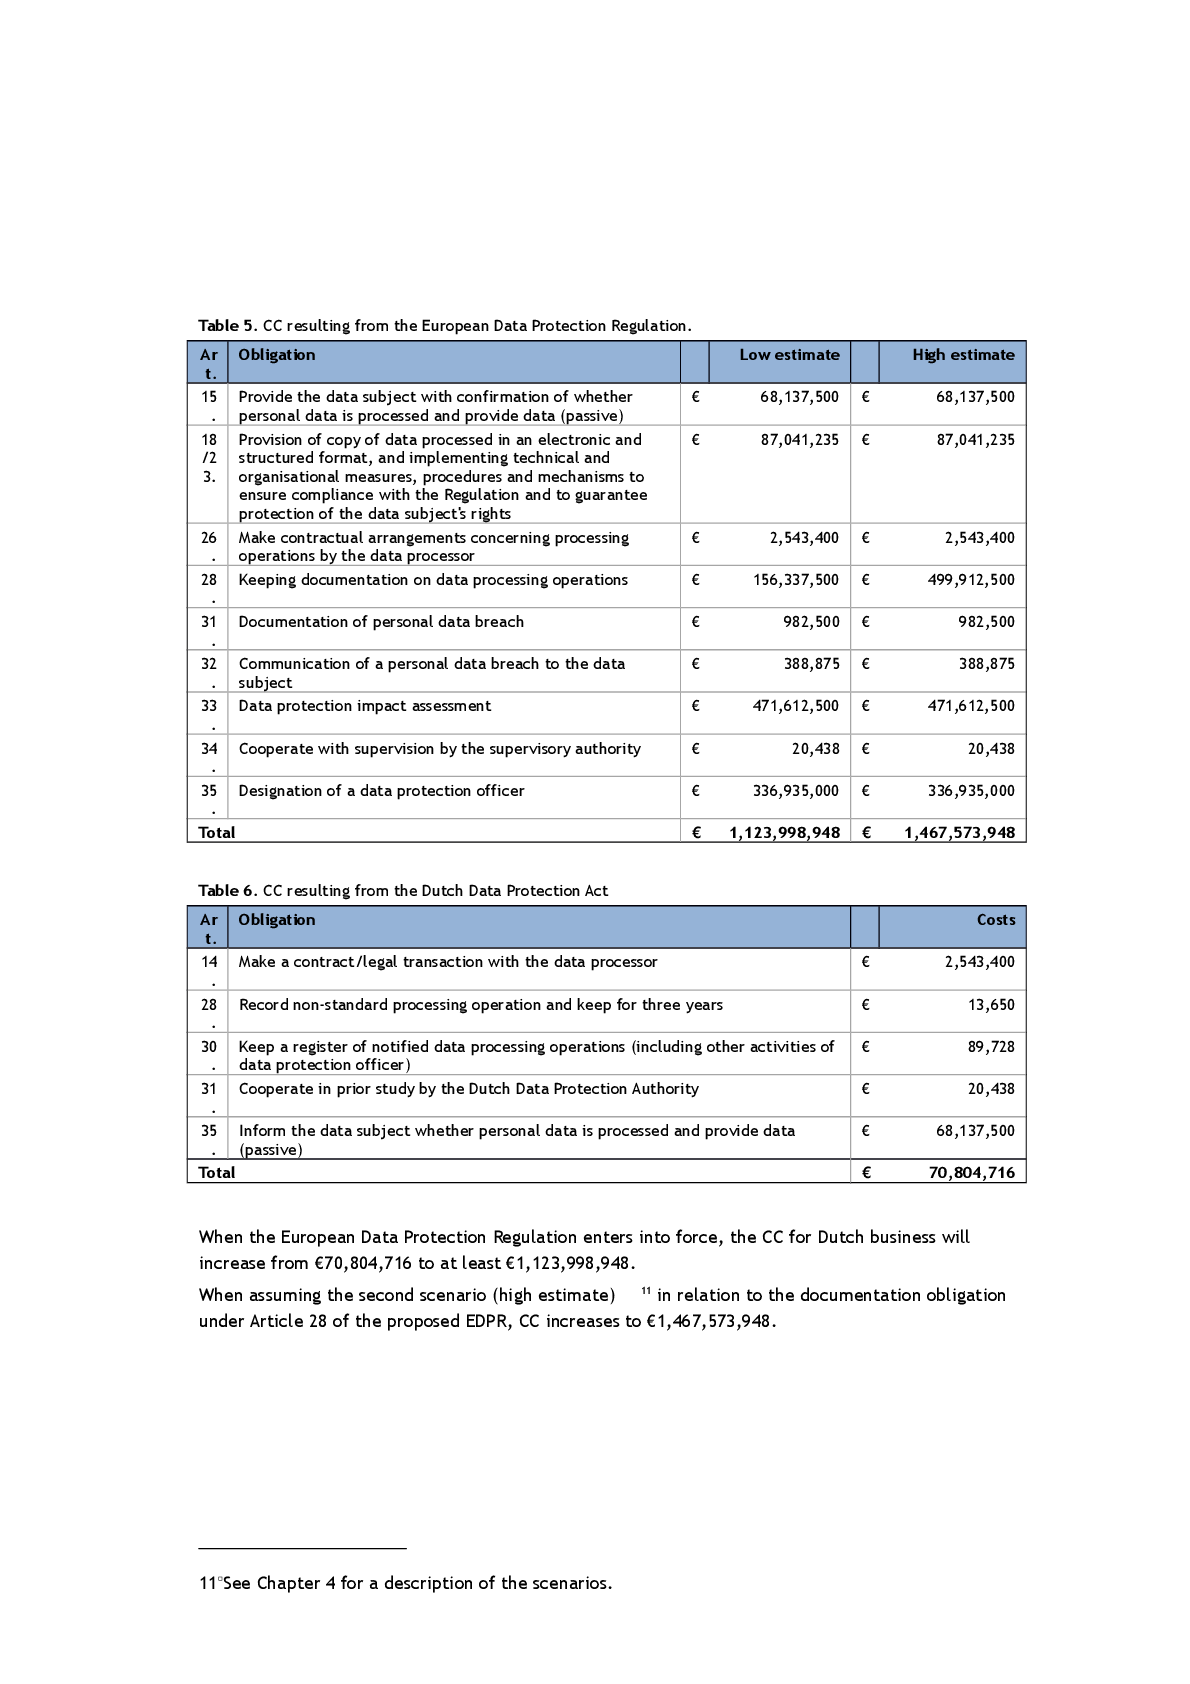 Table 5. CC resulting from the European Data Protection Regulation.
Ar
t.
Obligation
Low estimate
High estimate
15
.
Provide the data subject with confirmation of whether
personal data is processed and provide data (passive)
€ 68,137,500 € 68,137,500
18
/2
3.
Provision of copy of data processed in an electronic and
structured format, and implementing technical and
organisational measures, procedures and mechanisms to
ensure compliance with the Regulation and to guarantee
protection of the data subject's rights
€ 87,041,235 € 87,041,235
26
.
Make contractual arrangements concerning processing
operations by the data processor
€ 2,543,400 € 2,543,400
28
.
Keeping documentation on data processing operations
€ 156,337,500 € 499,912,500
31
.
Documentation of personal data breach
€ 982,500 € 982,500
32
.
Communication of a personal data breach to the data
subject
€ 388,875 € 388,875
33
.
Data protection impact assessment
€ 471,612,500 € 471,612,500
34
.
Cooperate with supervision by the supervisory authority
€ 20,438 € 20,438
35
.
Designation of a data protection officer
€ 336,935,000 € 336,935,000
Total € 1,123,998,948 € 1,467,573,948
Table 6. CC resulting from the Dutch Data Protection Act
Ar
t.
Obligation
Costs
14
.
Make a contract/legal transaction with the data processor
€ 2,543,400
28
.
Record non-standard processing operation and keep for three years
€ 13,650
30
.
Keep a register of notified data processing operations (including other activities of
data protection officer)
€ 89,728
31
.
Cooperate in prior study by the Dutch Data Protection Authority
€ 20,438
35
.
Inform the data subject whether personal data is processed and provide data
(passive)
€ 68,137,500
Total € 70,804,716
When the European Data Protection Regulation enters into force, the CC for Dutch business will
increase from €70,804,716 to at least €1,123,998,948.
When assuming the second scenario (high estimate) 11 in relation to the documentation obligation
under Article 28 of the proposed EDPR, CC increases to €1,467,573,948.
11 See Chapter 4 for a description of the scenarios.